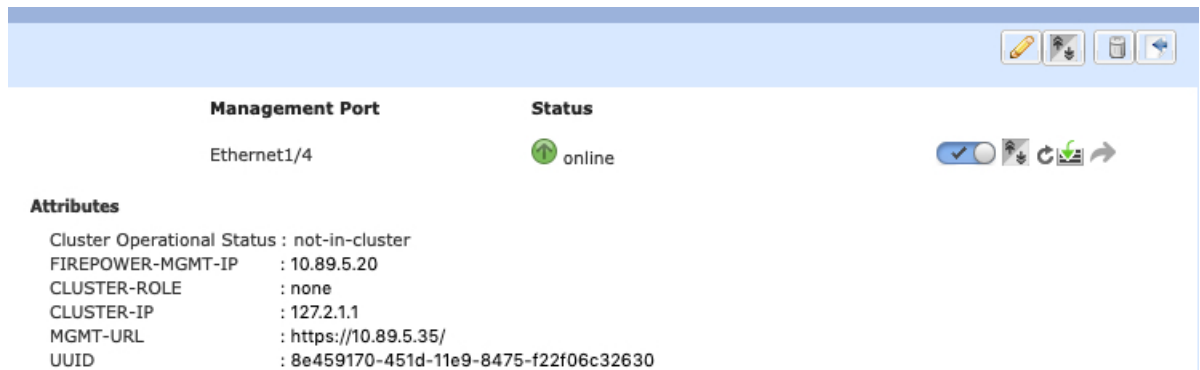 Management Port Status
Ethernet1/4 online
Attributes
Cluster Operational Status : not-in-cluster
FIREPOWER-MGMT-IP : 10.89.5.20
CLUSTER-ROLE : none
CLUSTER-IP : 127.2.1.1
MGMT-URL : https://10.89.5.35/
UUID : 8e459170-451d-11e9-8475-f22f06c32630